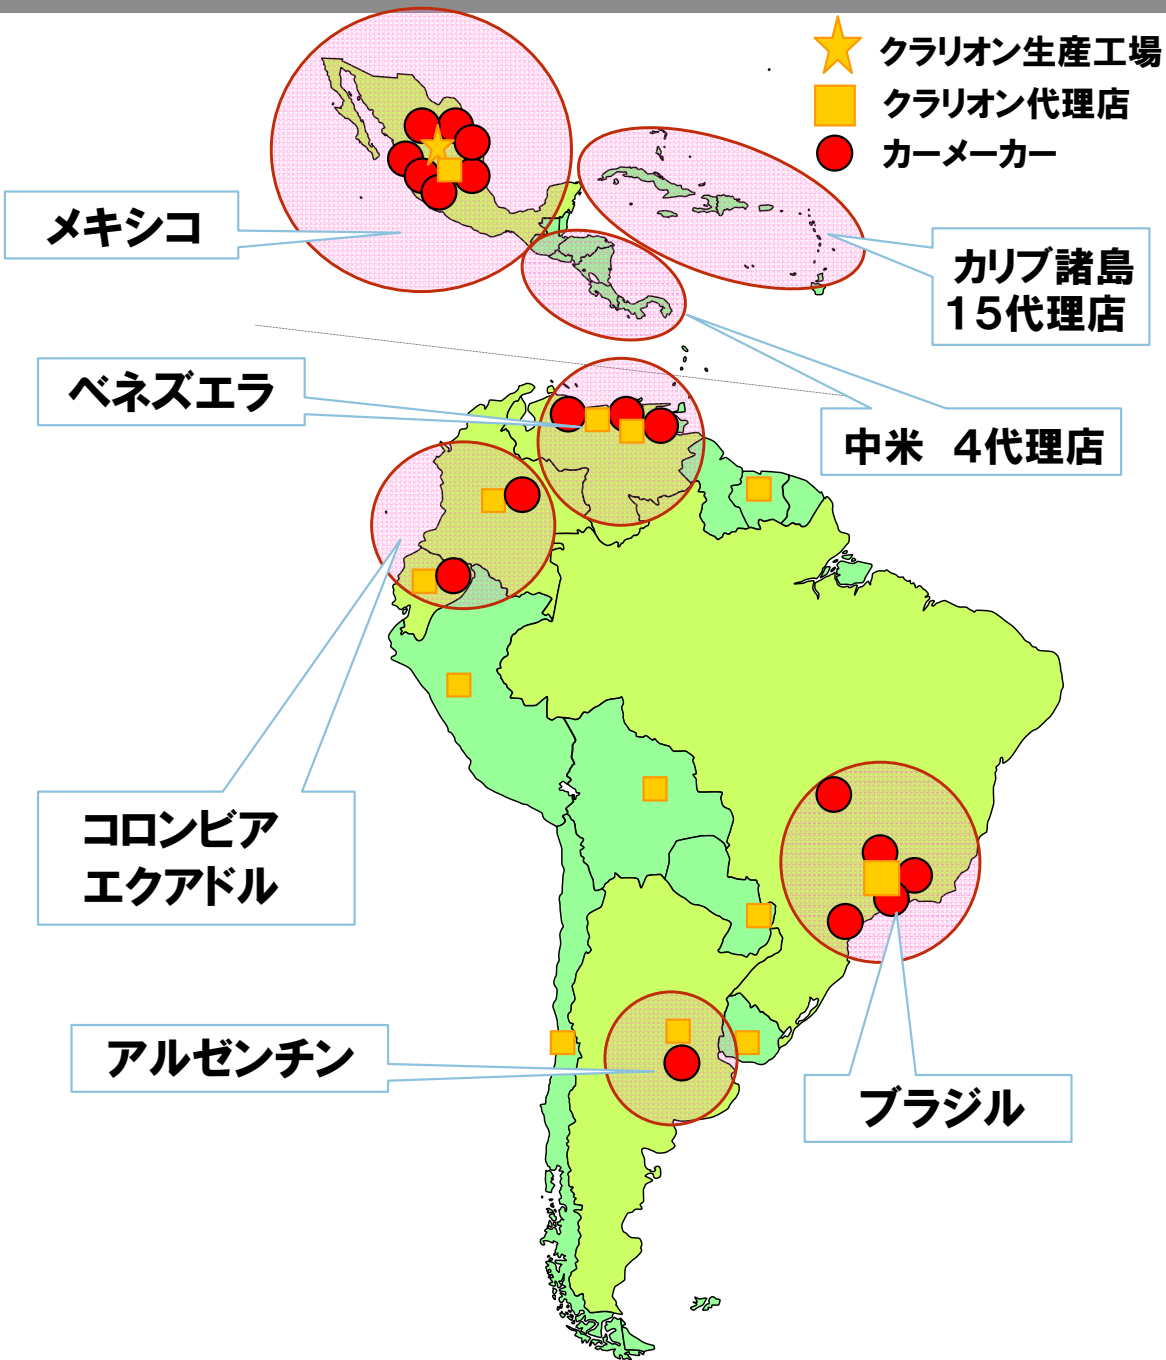 クラリオン生産工場
クラリオン代理店
カーメーカー
メキシコ
カリブ諸島
１５代理店
ベネズエラ
中米　４代理店
コロンビア
エクアドル
アルゼンチン
ブラジル